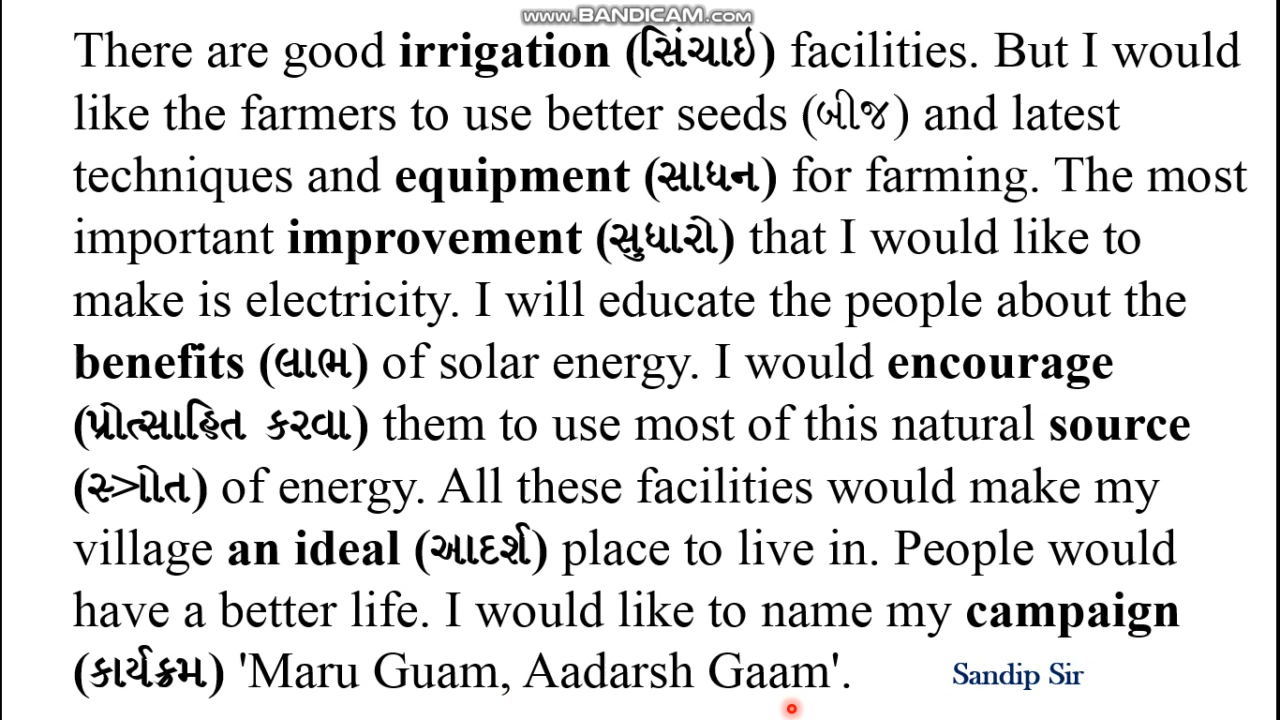 www.BANDICAM.com
There are good irrigation (સિંચાઇ) facilities. But I would
like the farmers to use better seeds (બીજ) and latest
techniques and equipment (સાધન) for farming. The most
important improvement (સુધારો) that I would like to
make is electricity. I will educate the people about the
benefits (લાભ) of solar energy. I would encourage
(પ્રોત્સાહિત કરવા) them to use most of this natural source
(સ્ત્રોત) of energy. All these facilities would make my
village an ideal (આદર્શ) place to live in. People would
have a better life. I would like to name my campaign
(કાર્યક્રમ) 'Maru Guam, Aadarsh Gaam'. Sandip Sir